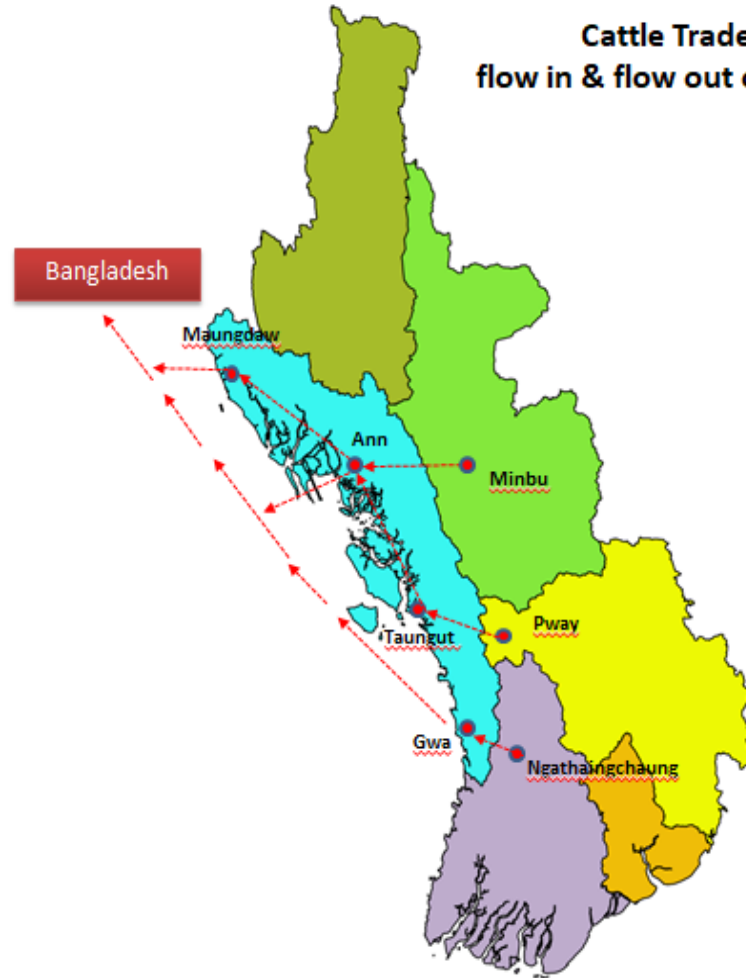 Cattle Trade
flow in & flow out
Bangladesh
Maungdaw
Ann
Minbu
Pway
Taungut
Gwa
Ngathaingchaung